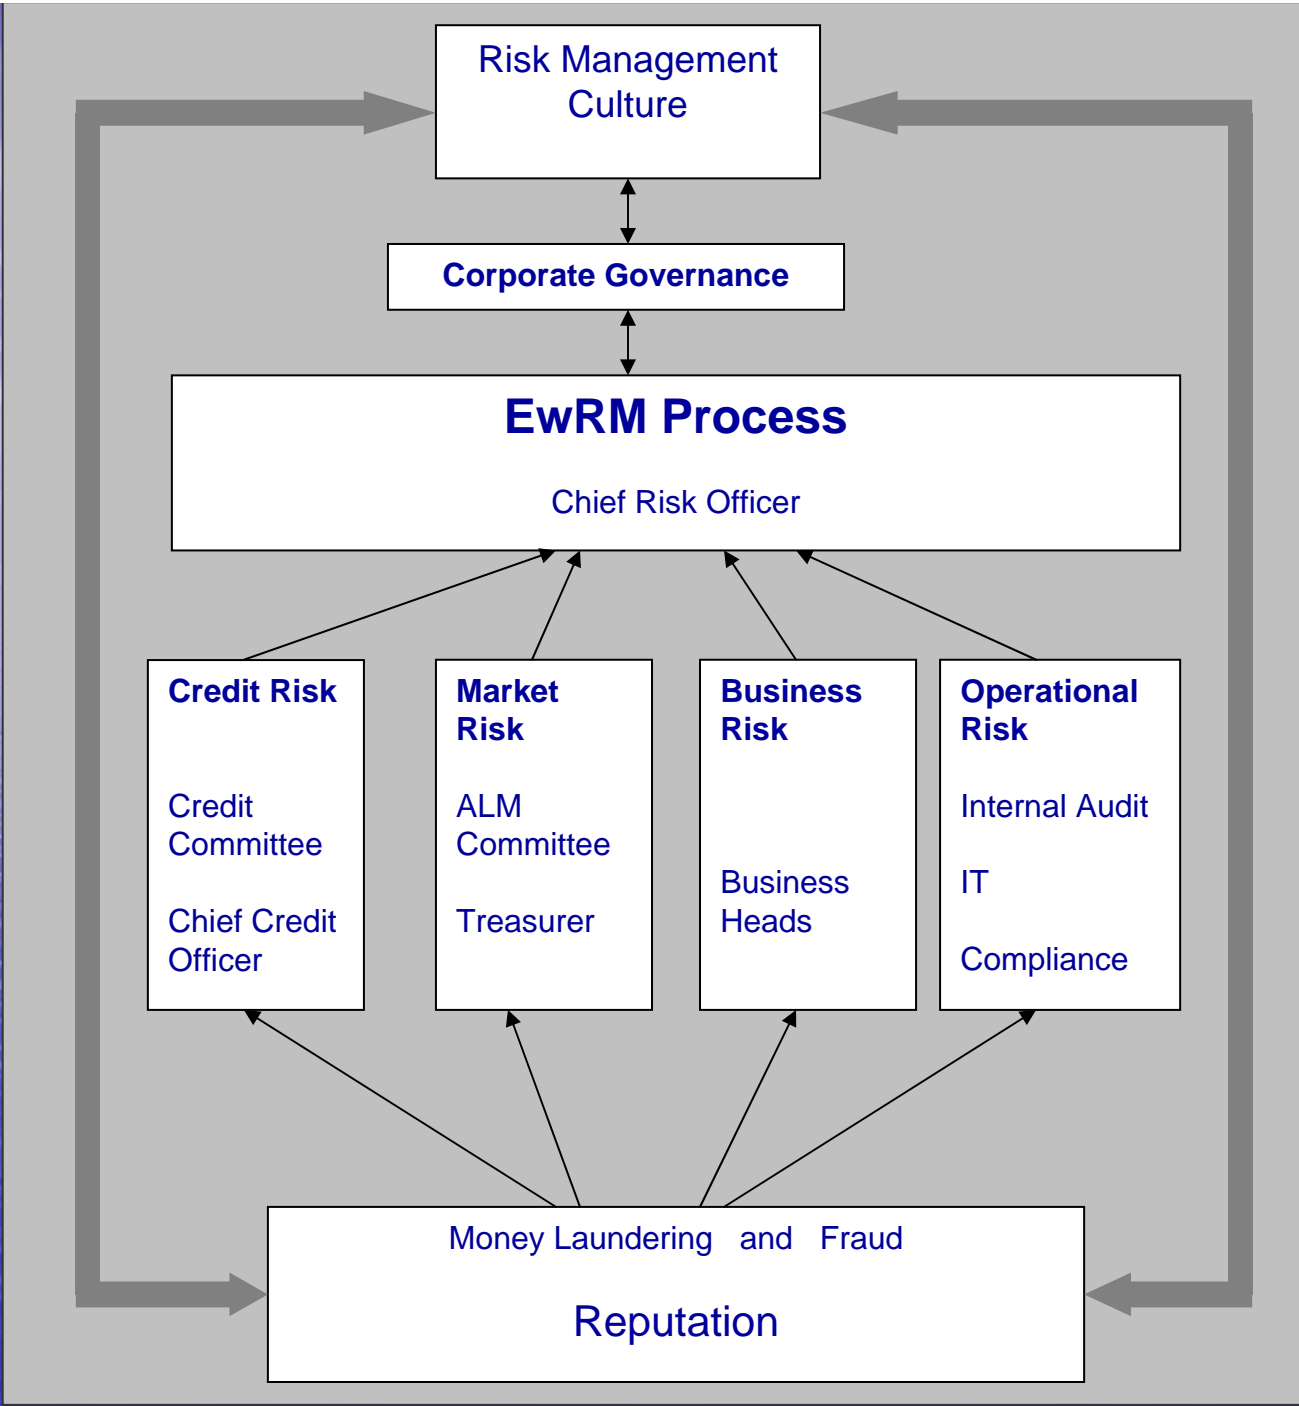 Risk Management
Culture
Corporate Governance
EwRM Process
Chief Risk Officer
Credit Risk
Credit
Committee
Chief Credit
Officer
Market
Risk
ALM
Committee
Treasurer
Business
Risk
Business
Heads
Operational
Risk
Internal Audit
IT
Compliance
Money Laundering and Fraud
Reputation